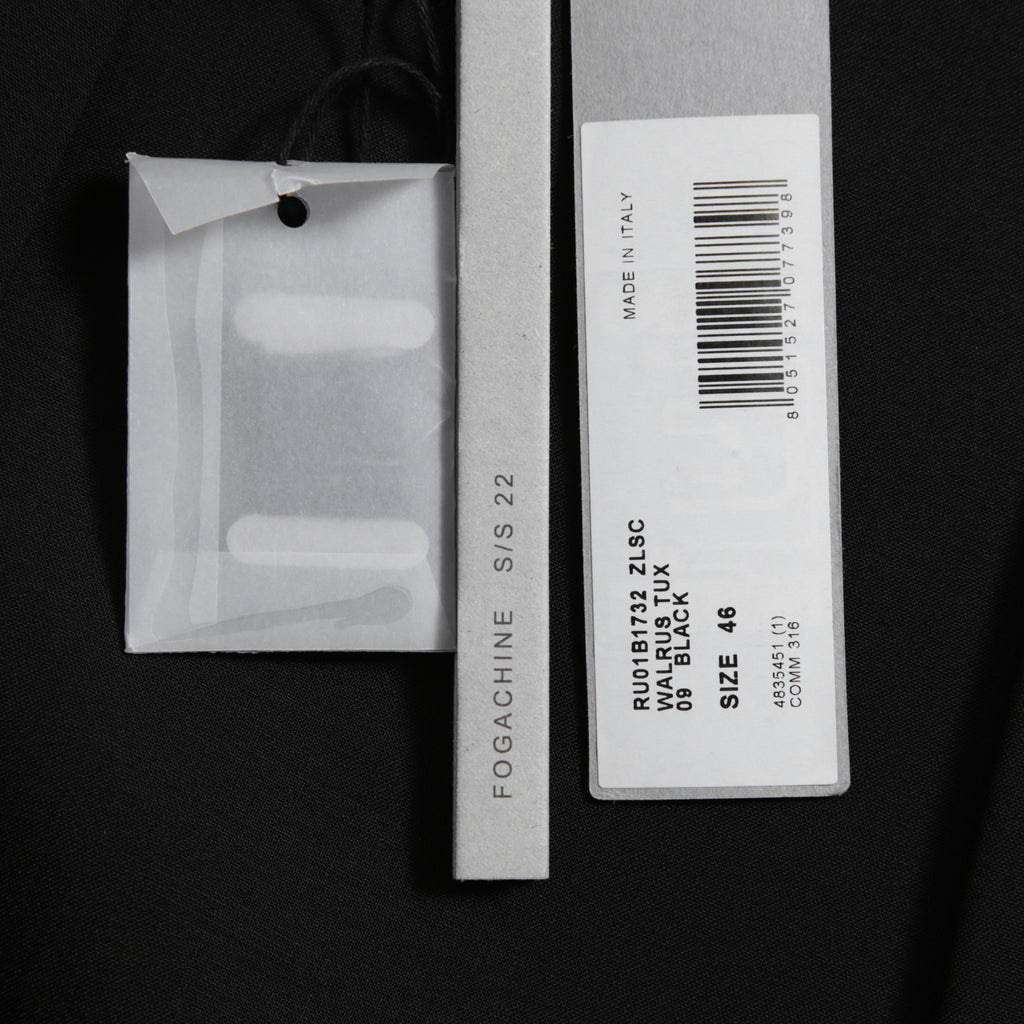 FOGACHINE S/S 22
MADE IN ITALY
8 051527 077398
RU01B1732 ZLSC
WALRUS TUX
09 BLACK
SIZE 46
4835451 (1)
COMM 316